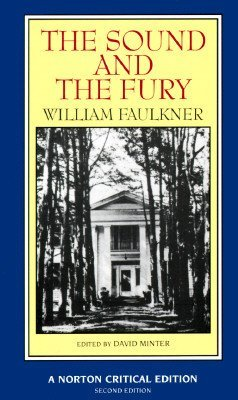 THE SOUND
AND
THE FURY
WILLIAM FAULKNER
EDITED BY DAVID MINTER
A NORTON CRITICAL EDITION
SECOND EDITION